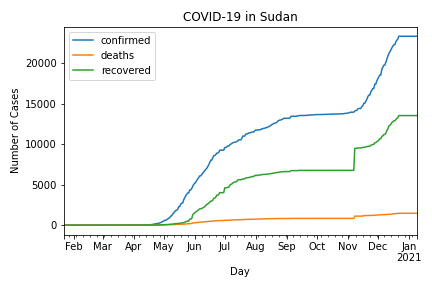 COVID-19 in Sudan
confirmed
deaths
recovered
Number of Cases
20000
15000
10000
5000
0
Feb Mar Apr May Jun Jul Aug Sep Oct Nov Dec Jan
2021
Day